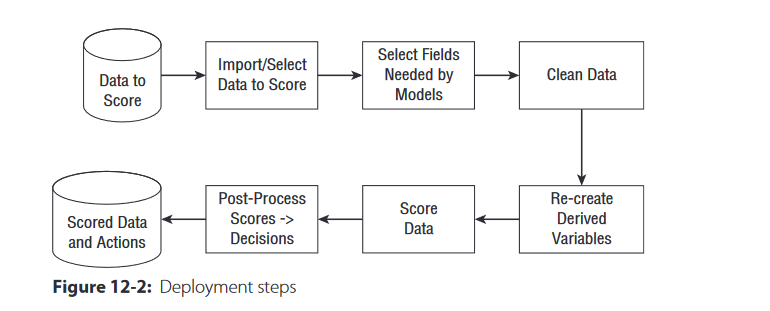 Data to
Score
Import/Select
Data to Score
Select Fields
Needed by
Models
Clean Data
Re-create
Derived
Variables
Score
Data
Post-Process
Scores ->
Decisions
Scored Data
and Actions
Figure 12-2: Deployment steps